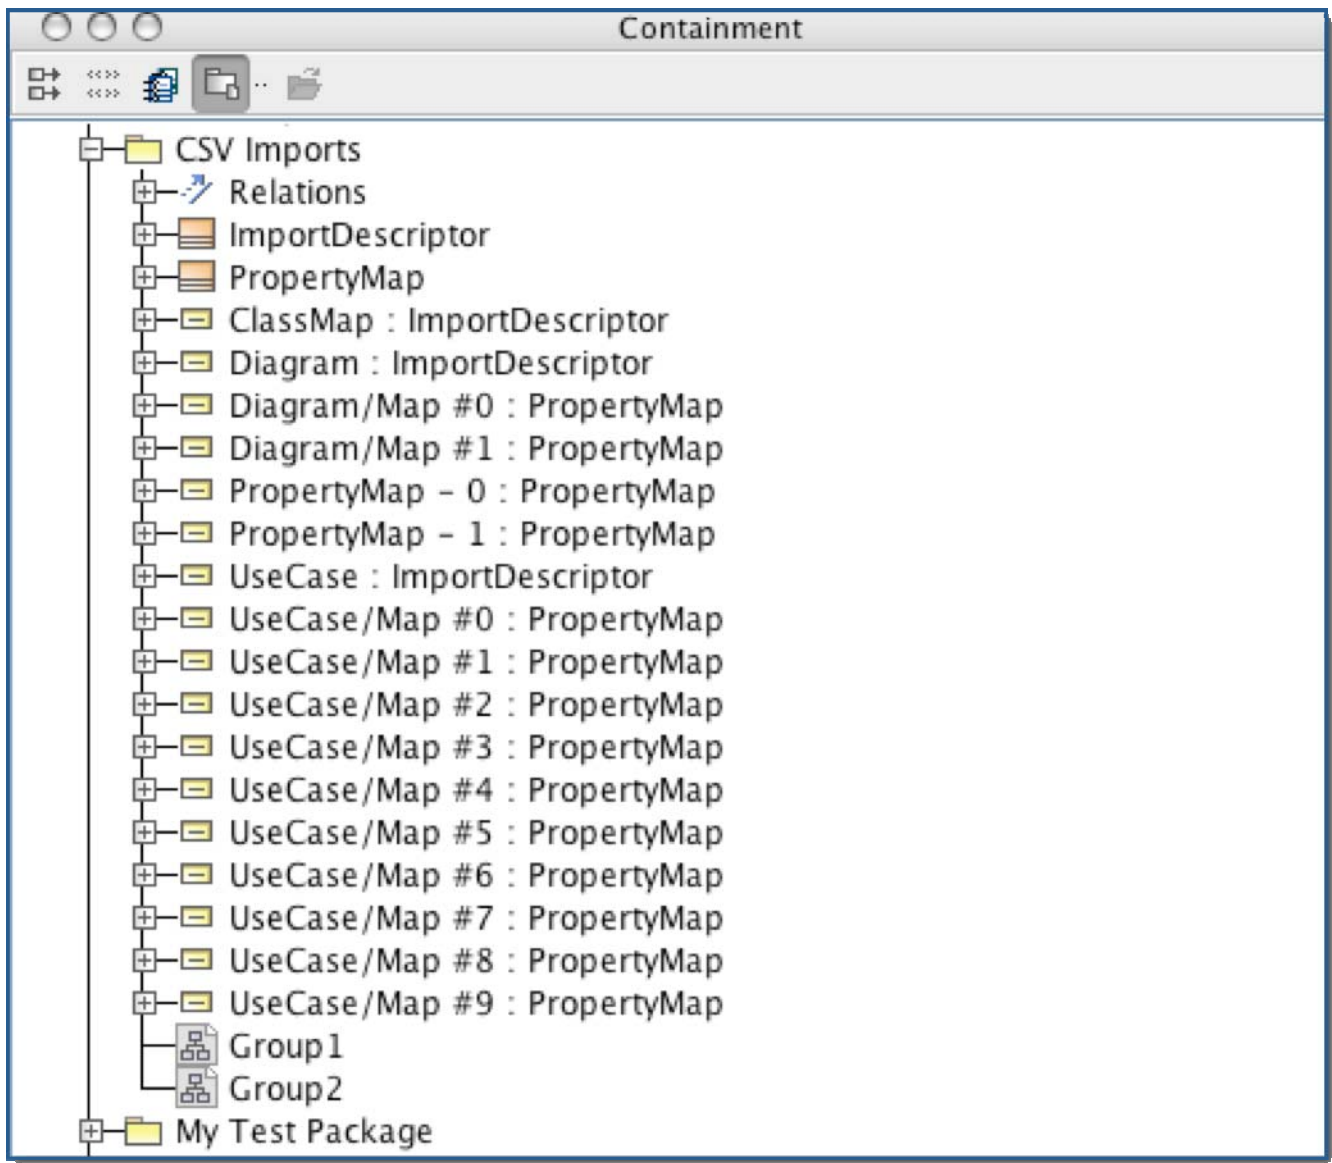 Containment
CSV Imports
Relations
ImportDescriptor
PropertyMap
ClassMap : ImportDescriptor
Diagram : ImportDescriptor
Diagram/Map #0 : PropertyMap
Diagram/Map #1 : PropertyMap
PropertyMap – 0 : PropertyMap
PropertyMap – 1 : PropertyMap
UseCase : ImportDescriptor
UseCase/Map #0 : PropertyMap
UseCase/Map #1 : PropertyMap
UseCase/Map #2 : PropertyMap
UseCase/Map #3 : PropertyMap
UseCase/Map #4 : PropertyMap
UseCase/Map #5 : PropertyMap
UseCase/Map #6 : PropertyMap
UseCase/Map #7 : PropertyMap
UseCase/Map #8 : PropertyMap
UseCase/Map #9 : PropertyMap
Group1
Group2
My Test Package